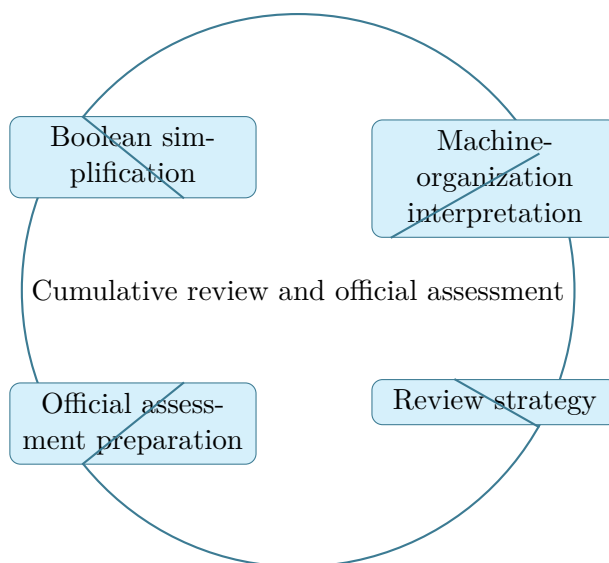 Boolean sim-
plification
Machine-
organization
interpretation
Cumulative review and official assessment
Official assess-
ment preparation
Review strategy